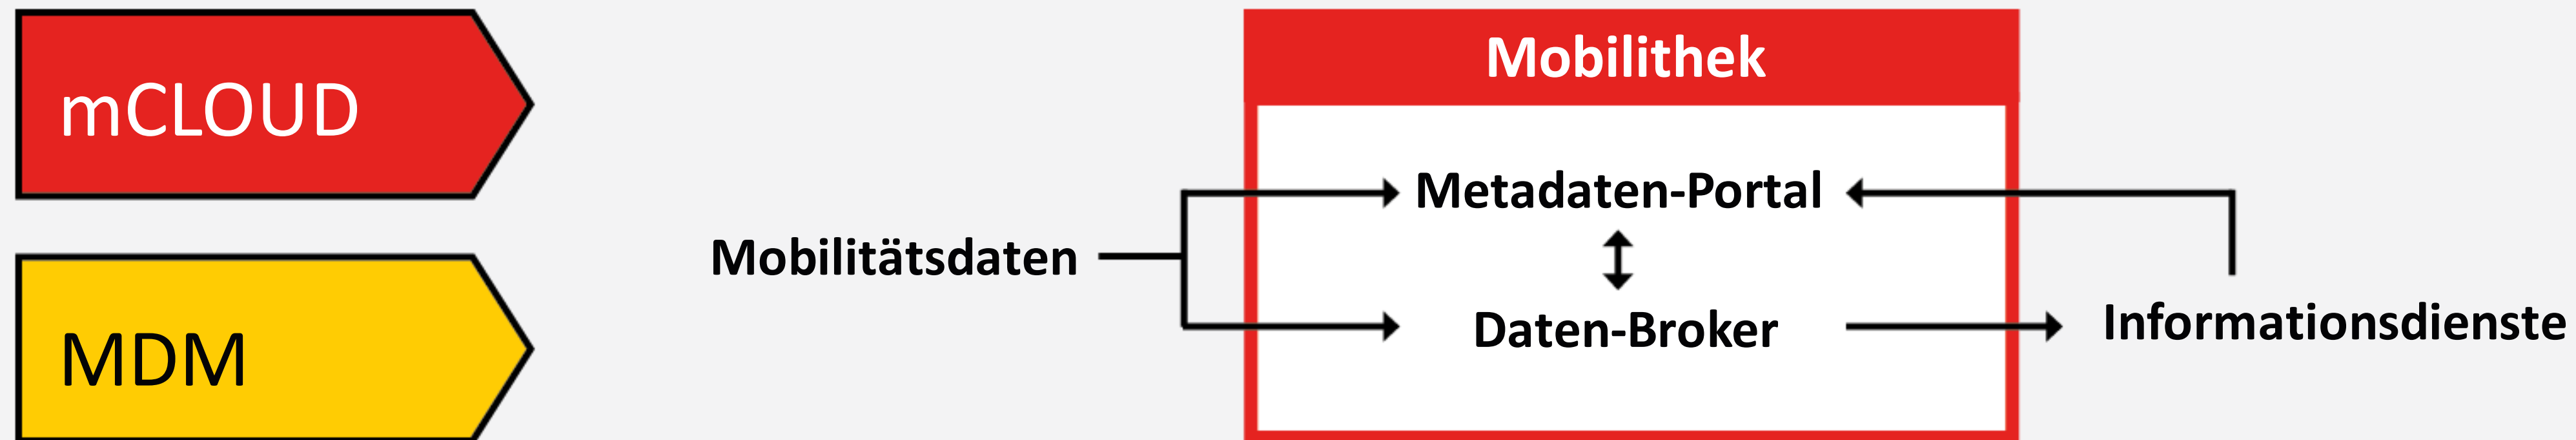 mCLOUD
MDM
Mobilitätsdaten
Mobilithek
Metadaten-Portal
Daten-Broker
Informationsdienste